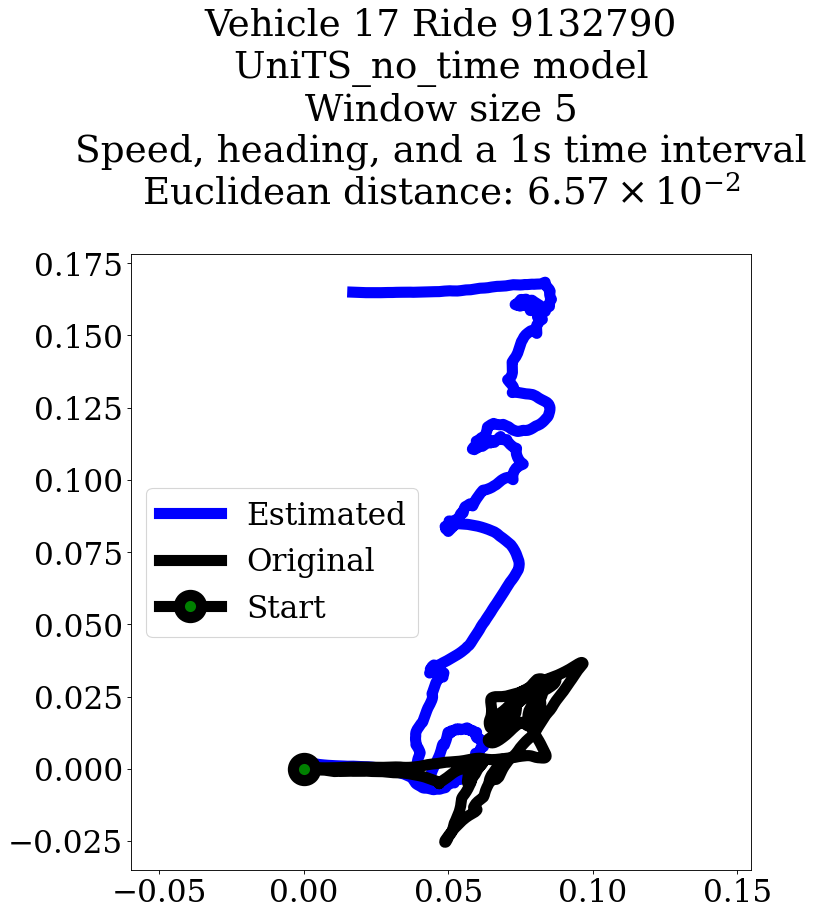 Vehicle 17 Ride 9132790
UniTS_no_time model
Window size 5
Speed, heading, and a 1s time interval
Euclidean distance: 6.57 × 10⁻²
0.175
0.150
0.125
0.100
0.075
0.050
0.025
0.000
−0.025
Estimated
Original
Start
−0.05 0.00 0.05 0.10 0.15